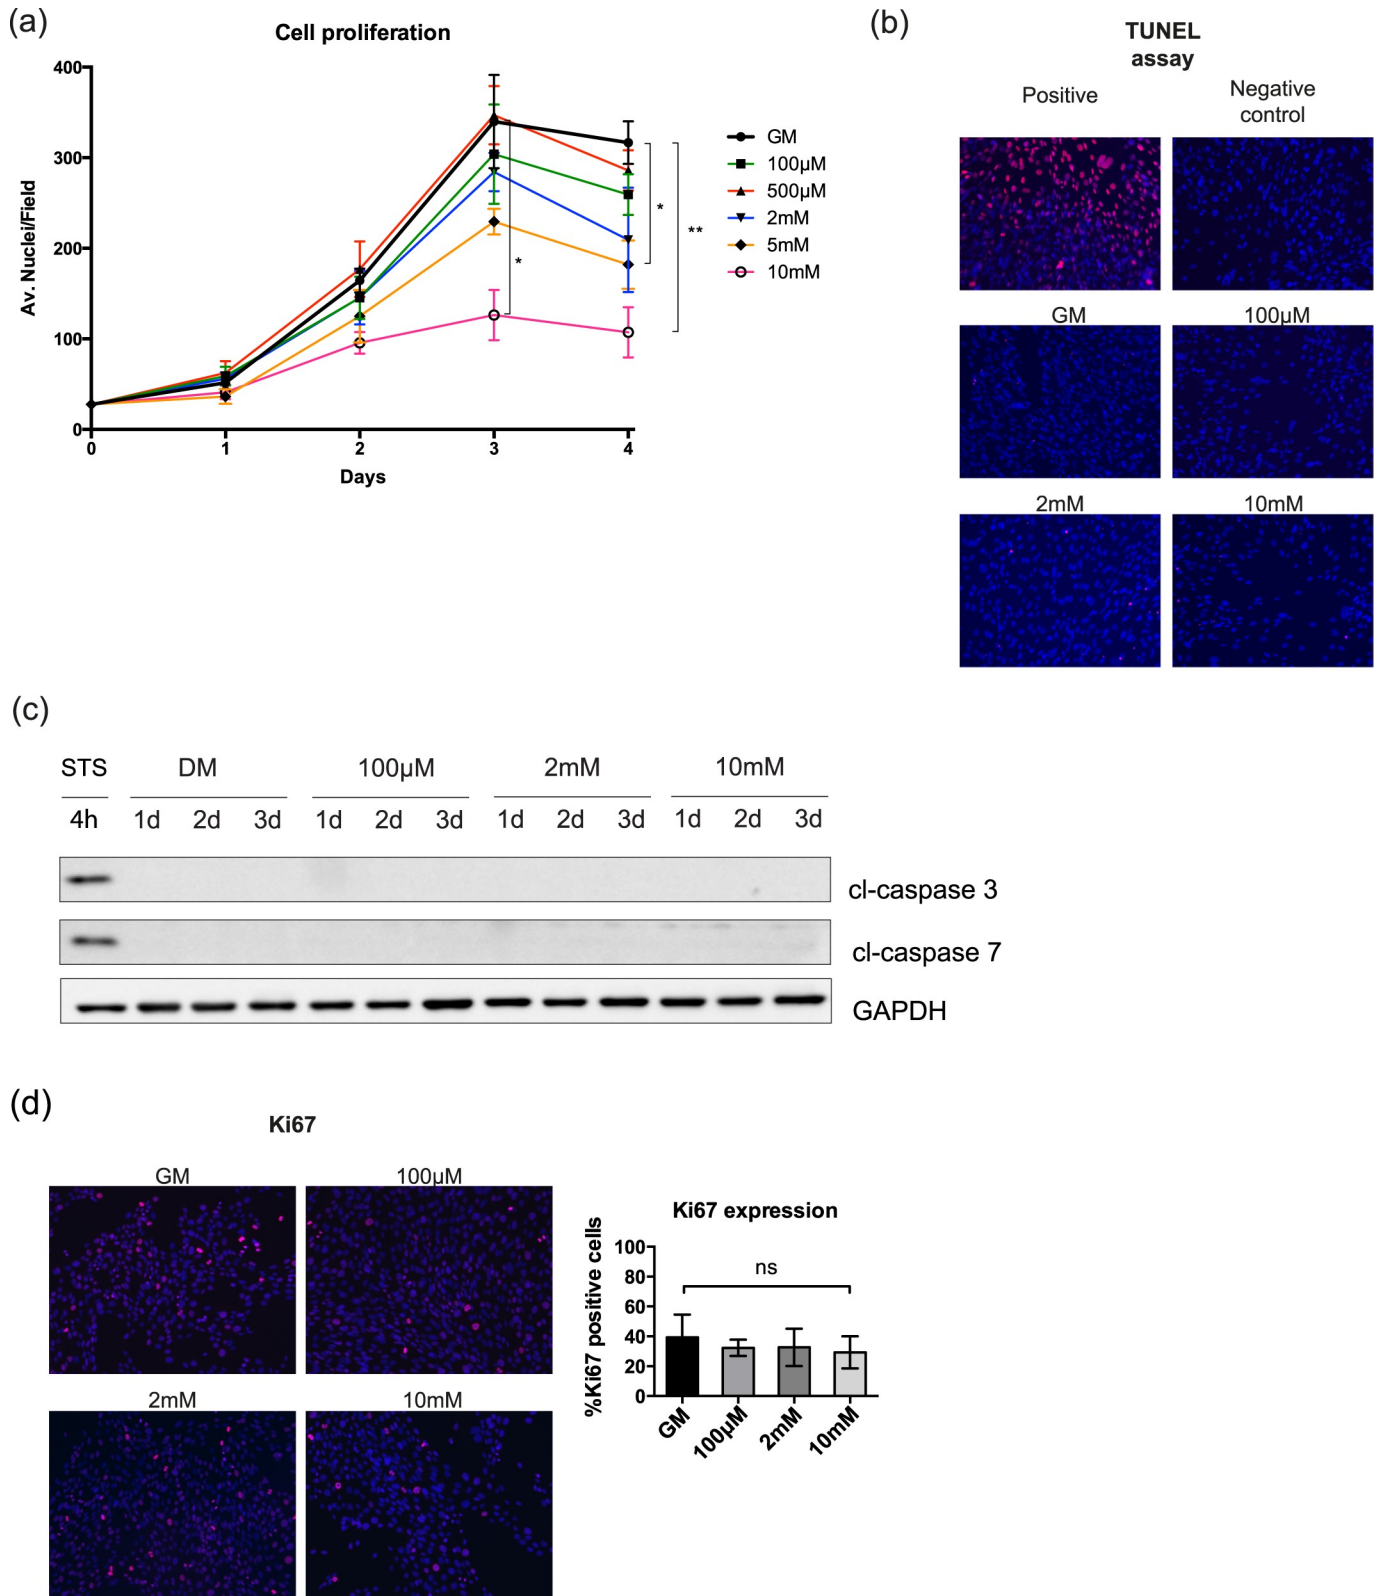 (a)
Cell proliferation
Av. Nuclei/Field
400
300
200
100
0
0 1 2 3 4
Days
*
*
**
GM
100µM
500µM
2mM
5mM
10mM
(b)
TUNEL
assay
Positive
Negative
control
GM 100µM
2mM 10mM
(c)
STS DM 100µM 2mM 10mM
4h 1d 2d 3d 1d 2d 3d 1d 2d 3d 1d 2d 3d
cl-caspase 3
cl-caspase 7
GAPDH
(d)
Ki67
GM 100µM
2mM 10mM
Ki67 expression
%Ki67 positive cells
100
80
60
40
20
0
ns
GM 100µM 2mM 10mM